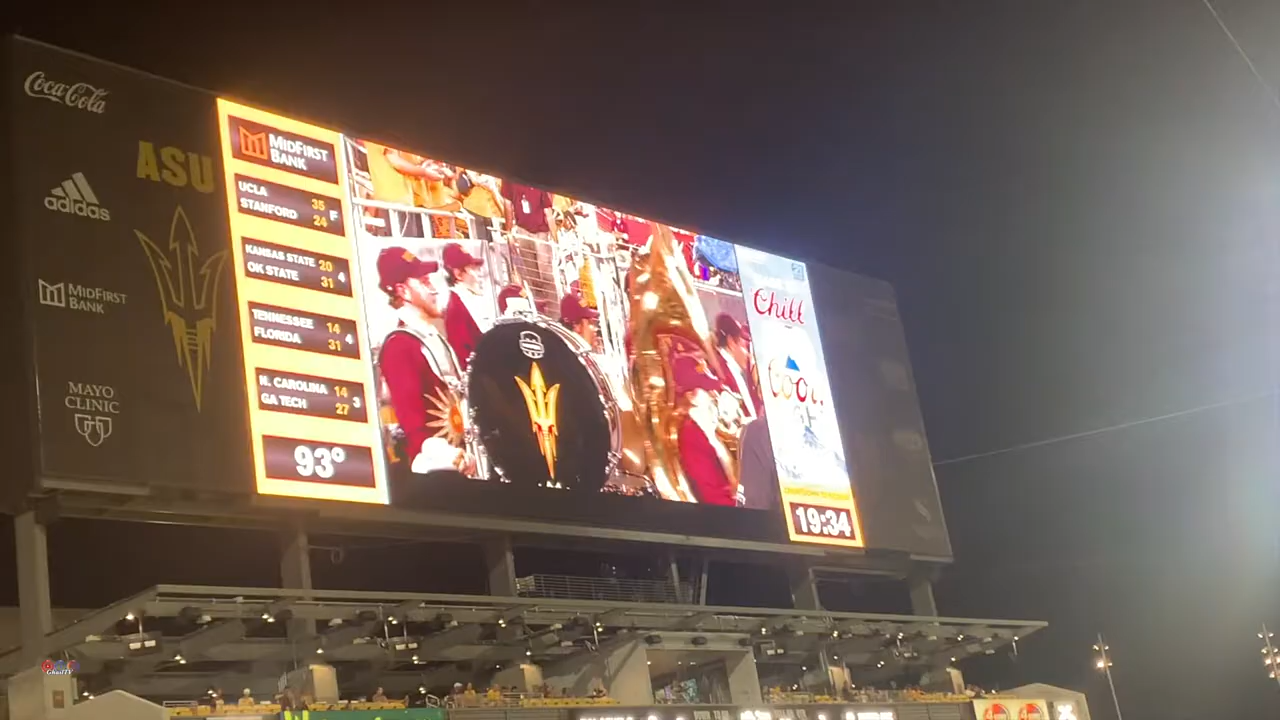 Coca-Cola
adidas
MIDFIRST
BANK
MAYO
CLINIC
ASU
MIDFIRST
BANK
UCLA 35 F
STANFORD 24
KANSAS STATE 20 4
OK STATE 31
TENNESSEE 14 4
FLORIDA 31
N. CAROLINA 14 3
GA TECH 27
93°
Chill
Coors
19:34